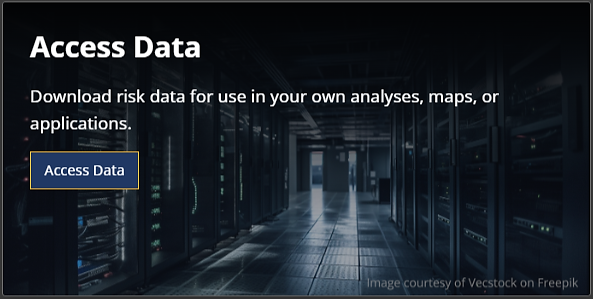 Access Data
Download risk data for use in your own analyses, maps, or
applications.
Access Data
Image courtesy of Vecstock on Freepik